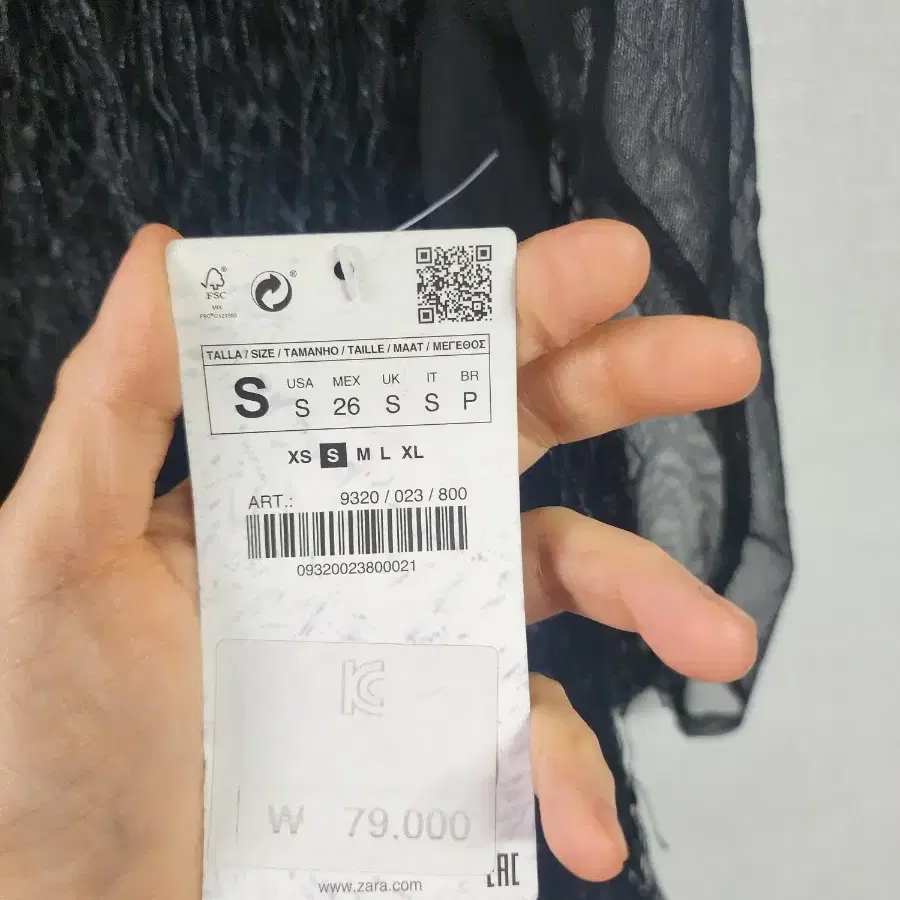 FSC
MIX
TALLA / SIZE / TAMANHO / TAILLE / MAAT / ΜΕΓΕΘΟΣ
S
USA MEX UK IT BR
S 26 S S P
XS S M L XL
ART.: 9320 / 023 / 800
09320023800021
KC
₩ 79.000
EAC
www.zara.com